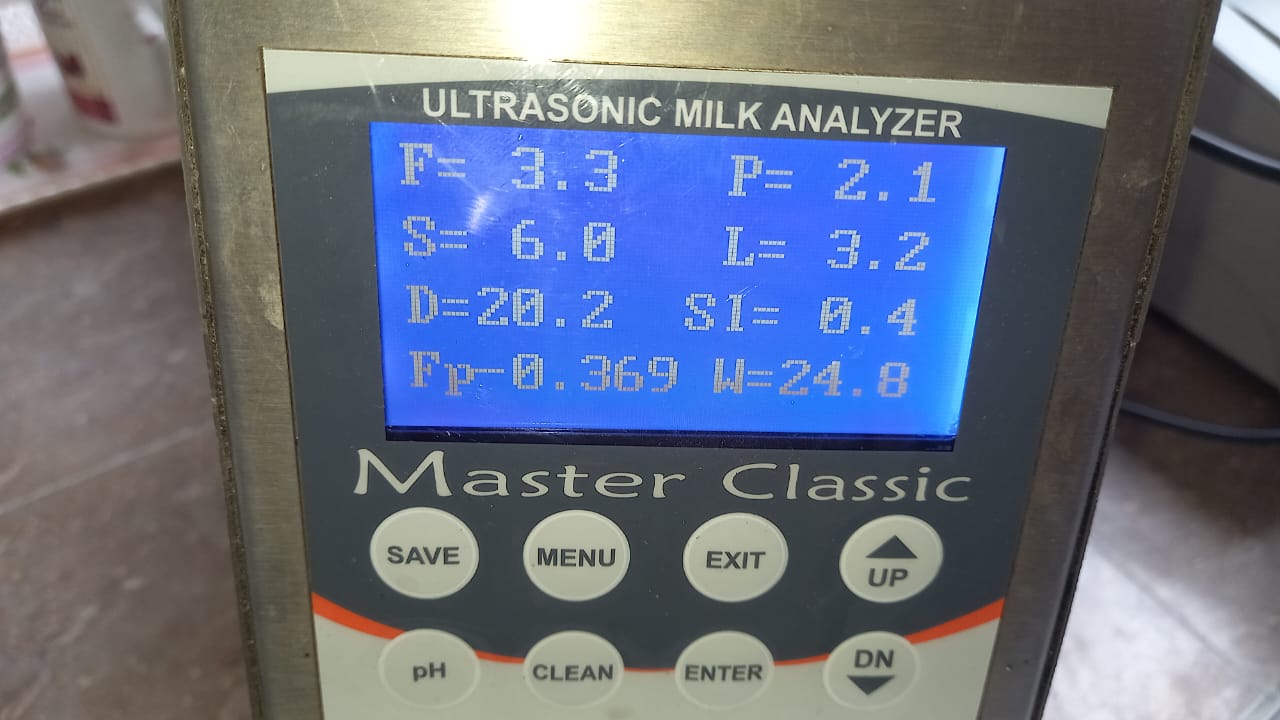 ULTRASONIC MILK ANALYZER
F= 3.3 P= 2.1
S= 6.0 L= 3.2
D=20.2 Sl= 0.4
Fp-0.369 W=24.8
Master Classic
SAVE MENU EXIT UP
pH CLEAN ENTER DN